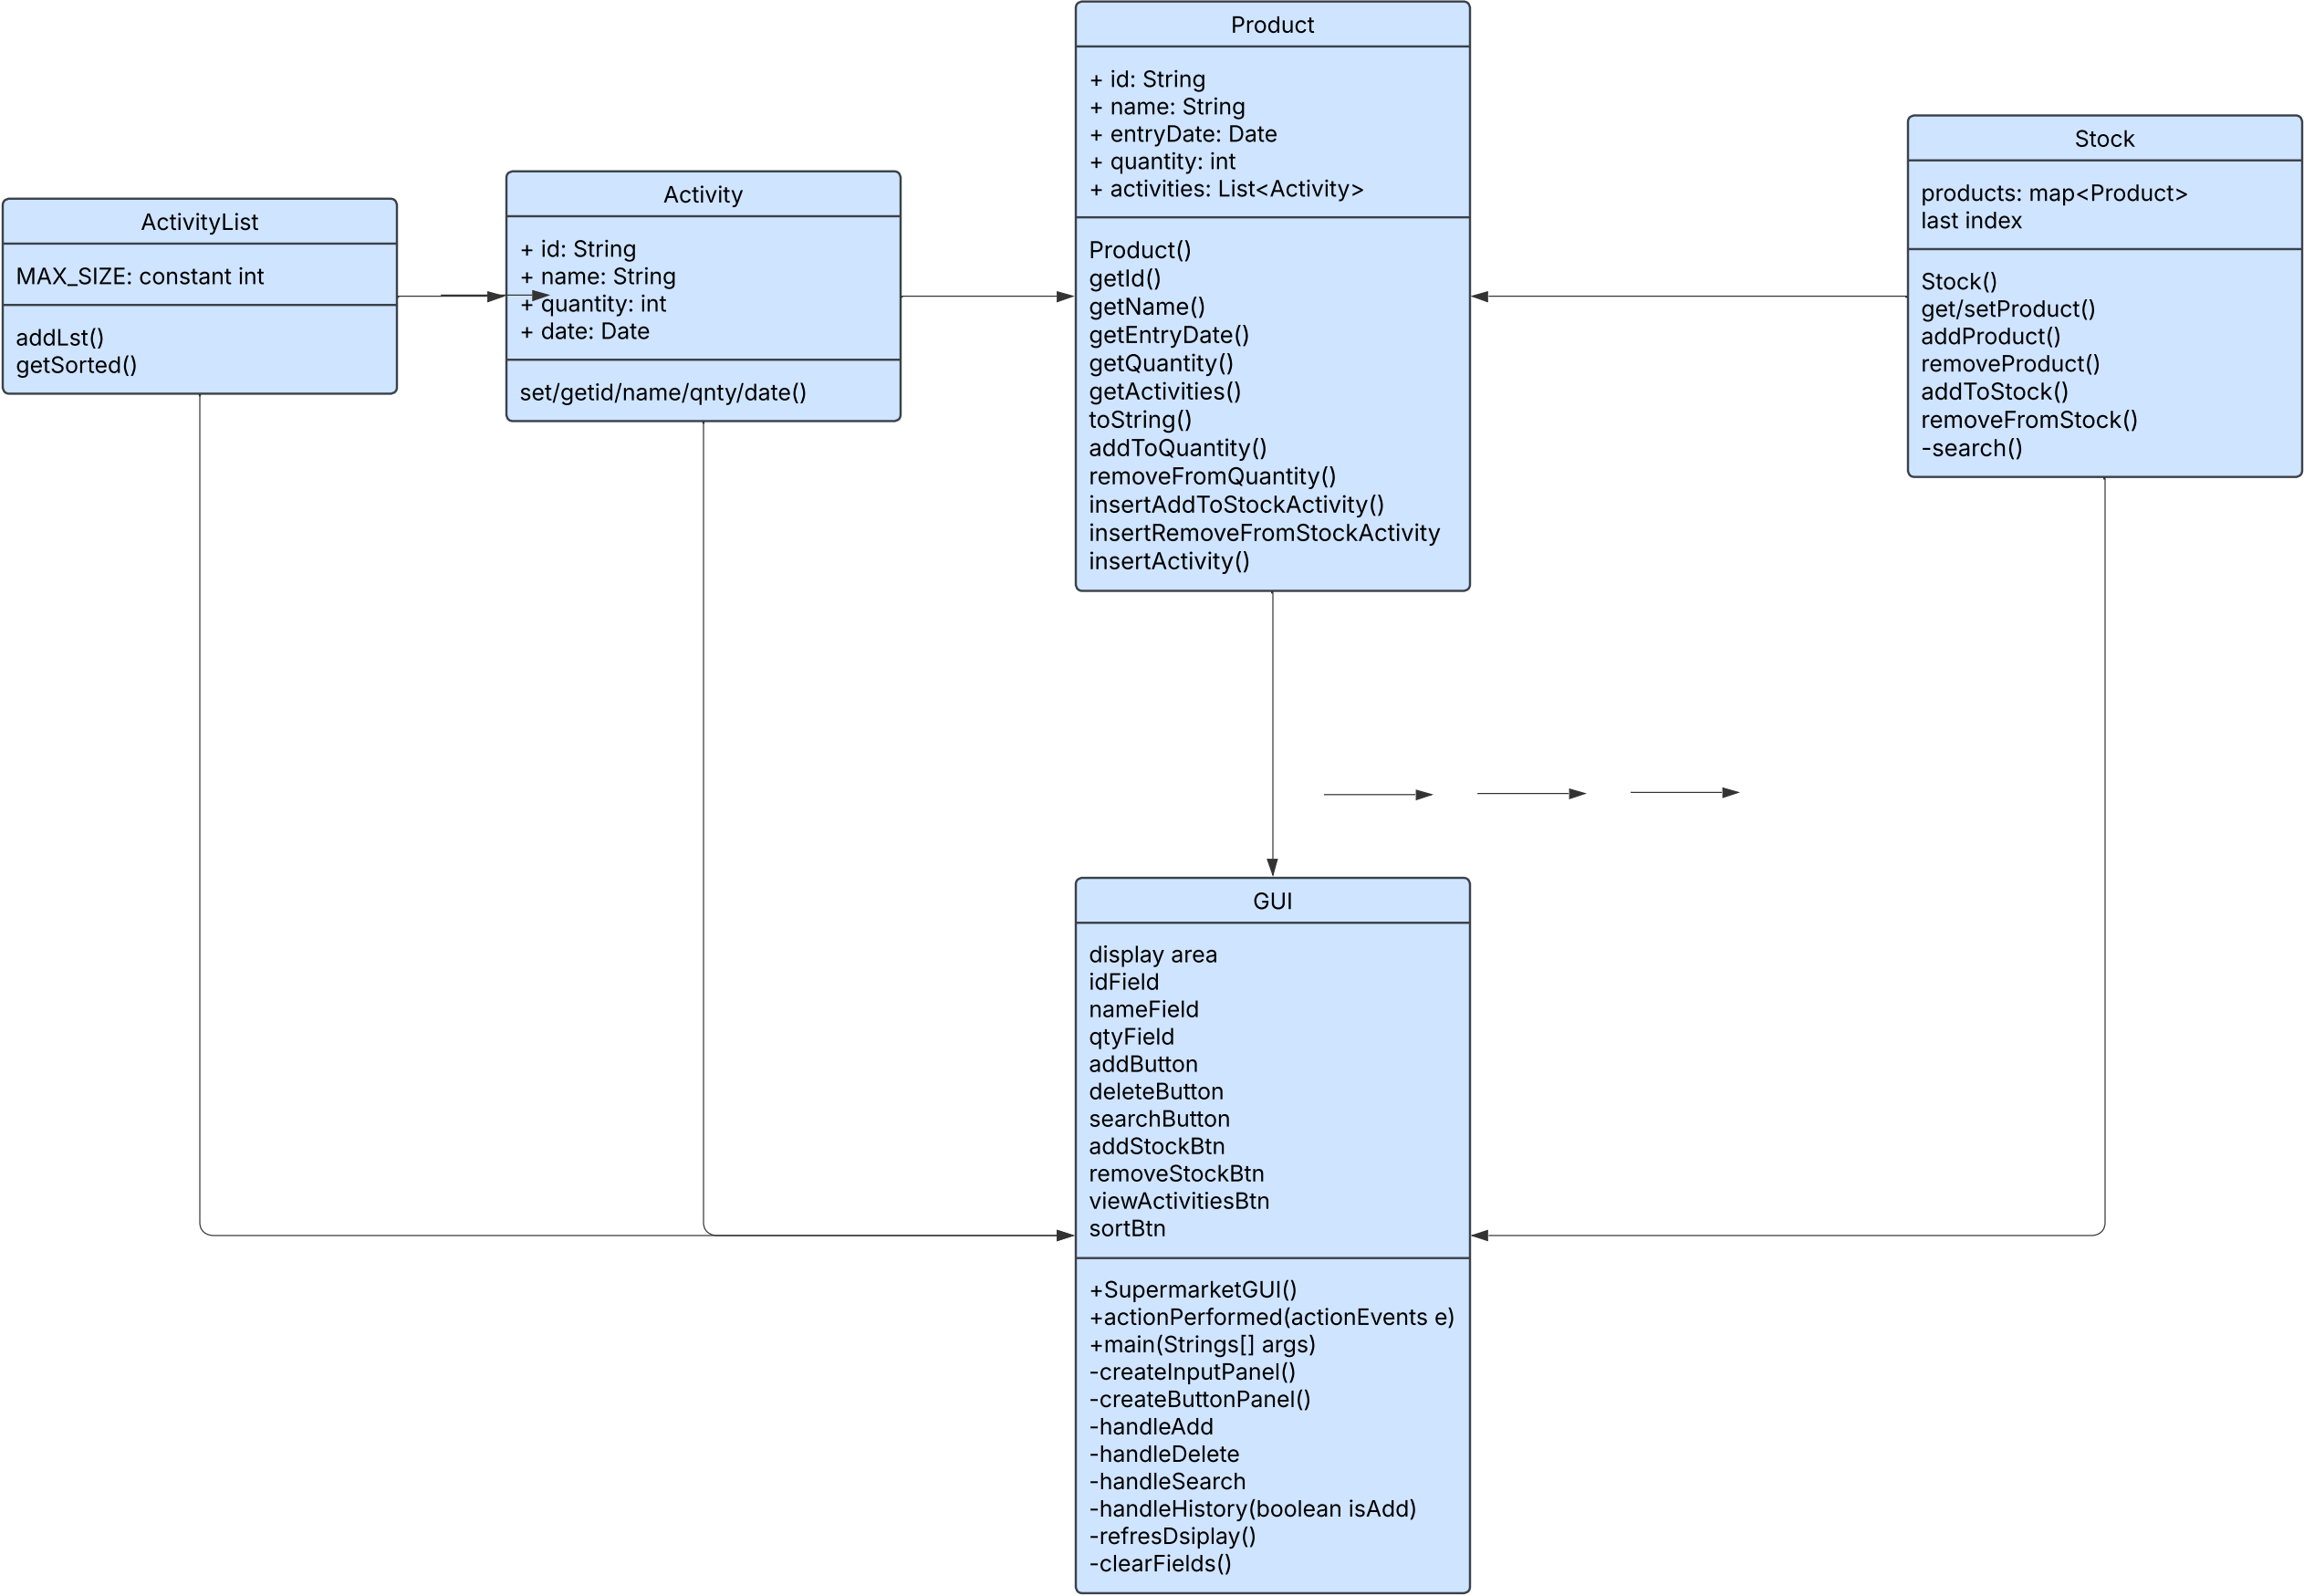 Product
+ id: String
+ name: String
+ entryDate: Date
+ quantity: int
+ activities: List<Activity>
Product()
getId()
getName()
getEntryDate()
getQuantity()
getActivities()
toString()
addToQuantity()
removeFromQuantity()
insertAddToStockActivity()
insertRemoveFromStockActivity
insertActivity()
Stock
products: map<Product>
last index
Stock()
get/setProduct()
addProduct()
removeProduct()
addToStock()
removeFromStock()
-search()
Activity
+ id: String
+ name: String
+ quantity: int
+ date: Date
set/getid/name/qnty/date()
ActivityList
MAX_SIZE: constant int
addLst()
getSorted()
GUI
display area
idField
nameField
qtyField
addButton
deleteButton
searchButton
addStockBtn
removeStockBtn
viewActivitiesBtn
sortBtn
+SupermarketGUI()
+actionPerformed(actionEvents e)
+main(Strings[] args)
-createInputPanel()
-createButtonPanel()
-handleAdd
-handleDelete
-handleSearch
-handleHistory(boolean isAdd)
-refresDsiplay()
-clearFields()